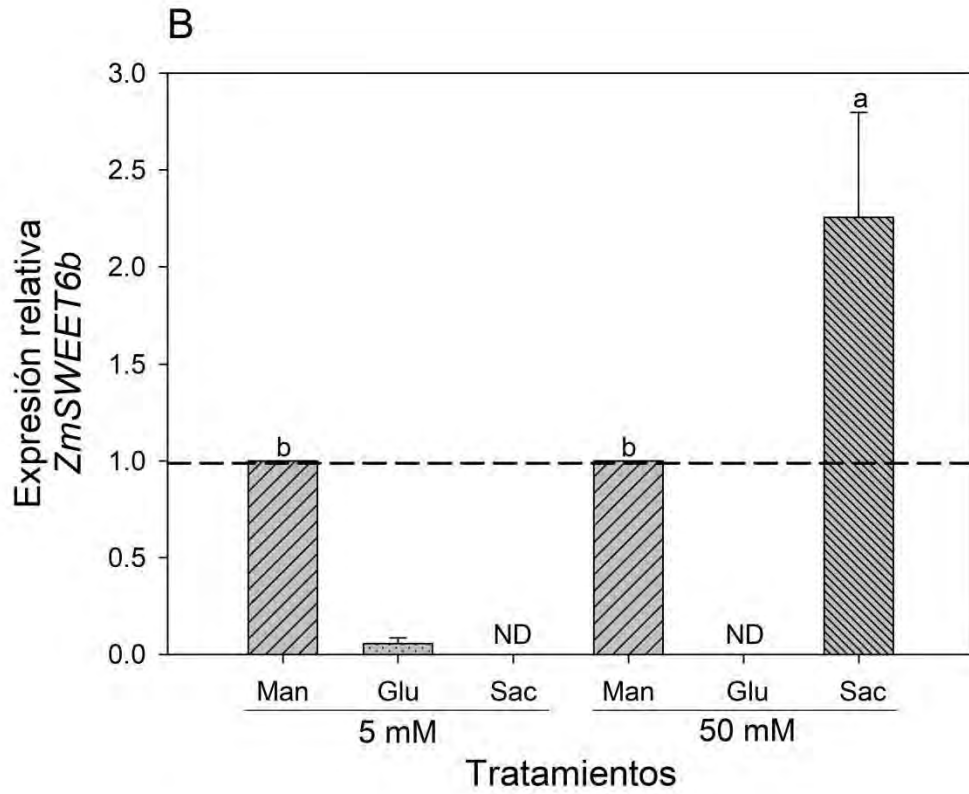 B
Expresión relativa
ZmSWEET6b
3.0
2.5
2.0
1.5
1.0
0.5
0.0
b
ND
b
ND
a
Man Glu Sac Man Glu Sac
5 mM 50 mM
Tratamientos